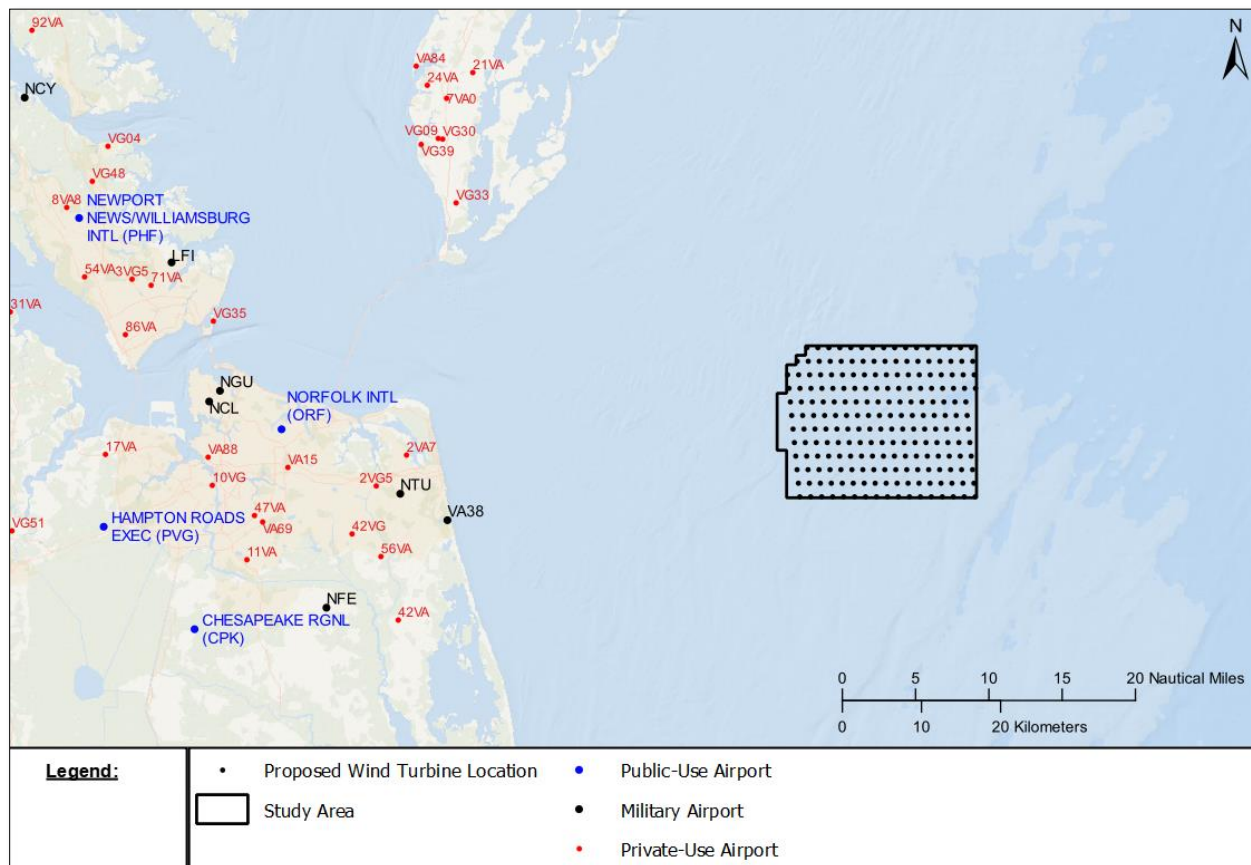 92VA
N
VA84
21VA
24VA
NCY
7VA0
VG04
VG09
VG30
VG39
VG48
8VA8
NEWPORT
NEWS/WILLIAMSBURG
INTL (PHF)
VG33
LFI
54VA
3VG5
71VA
31VA
VG35
86VA
NGU
NCL
NORFOLK INTL
(ORF)
17VA
VA88
VA15
2VA7
10VG
2VG5
NTU
47VA
VA69
VA38
VG51
HAMPTON ROADS
EXEC (PVG)
42VG
11VA
56VA
NFE
CHESAPEAKE RGNL
(CPK)
42VA
0 5 10 15 20 Nautical Miles
0 10 20 Kilometers
Legend:
Proposed Wind Turbine Location
Public-Use Airport
Study Area
Military Airport
Private-Use Airport